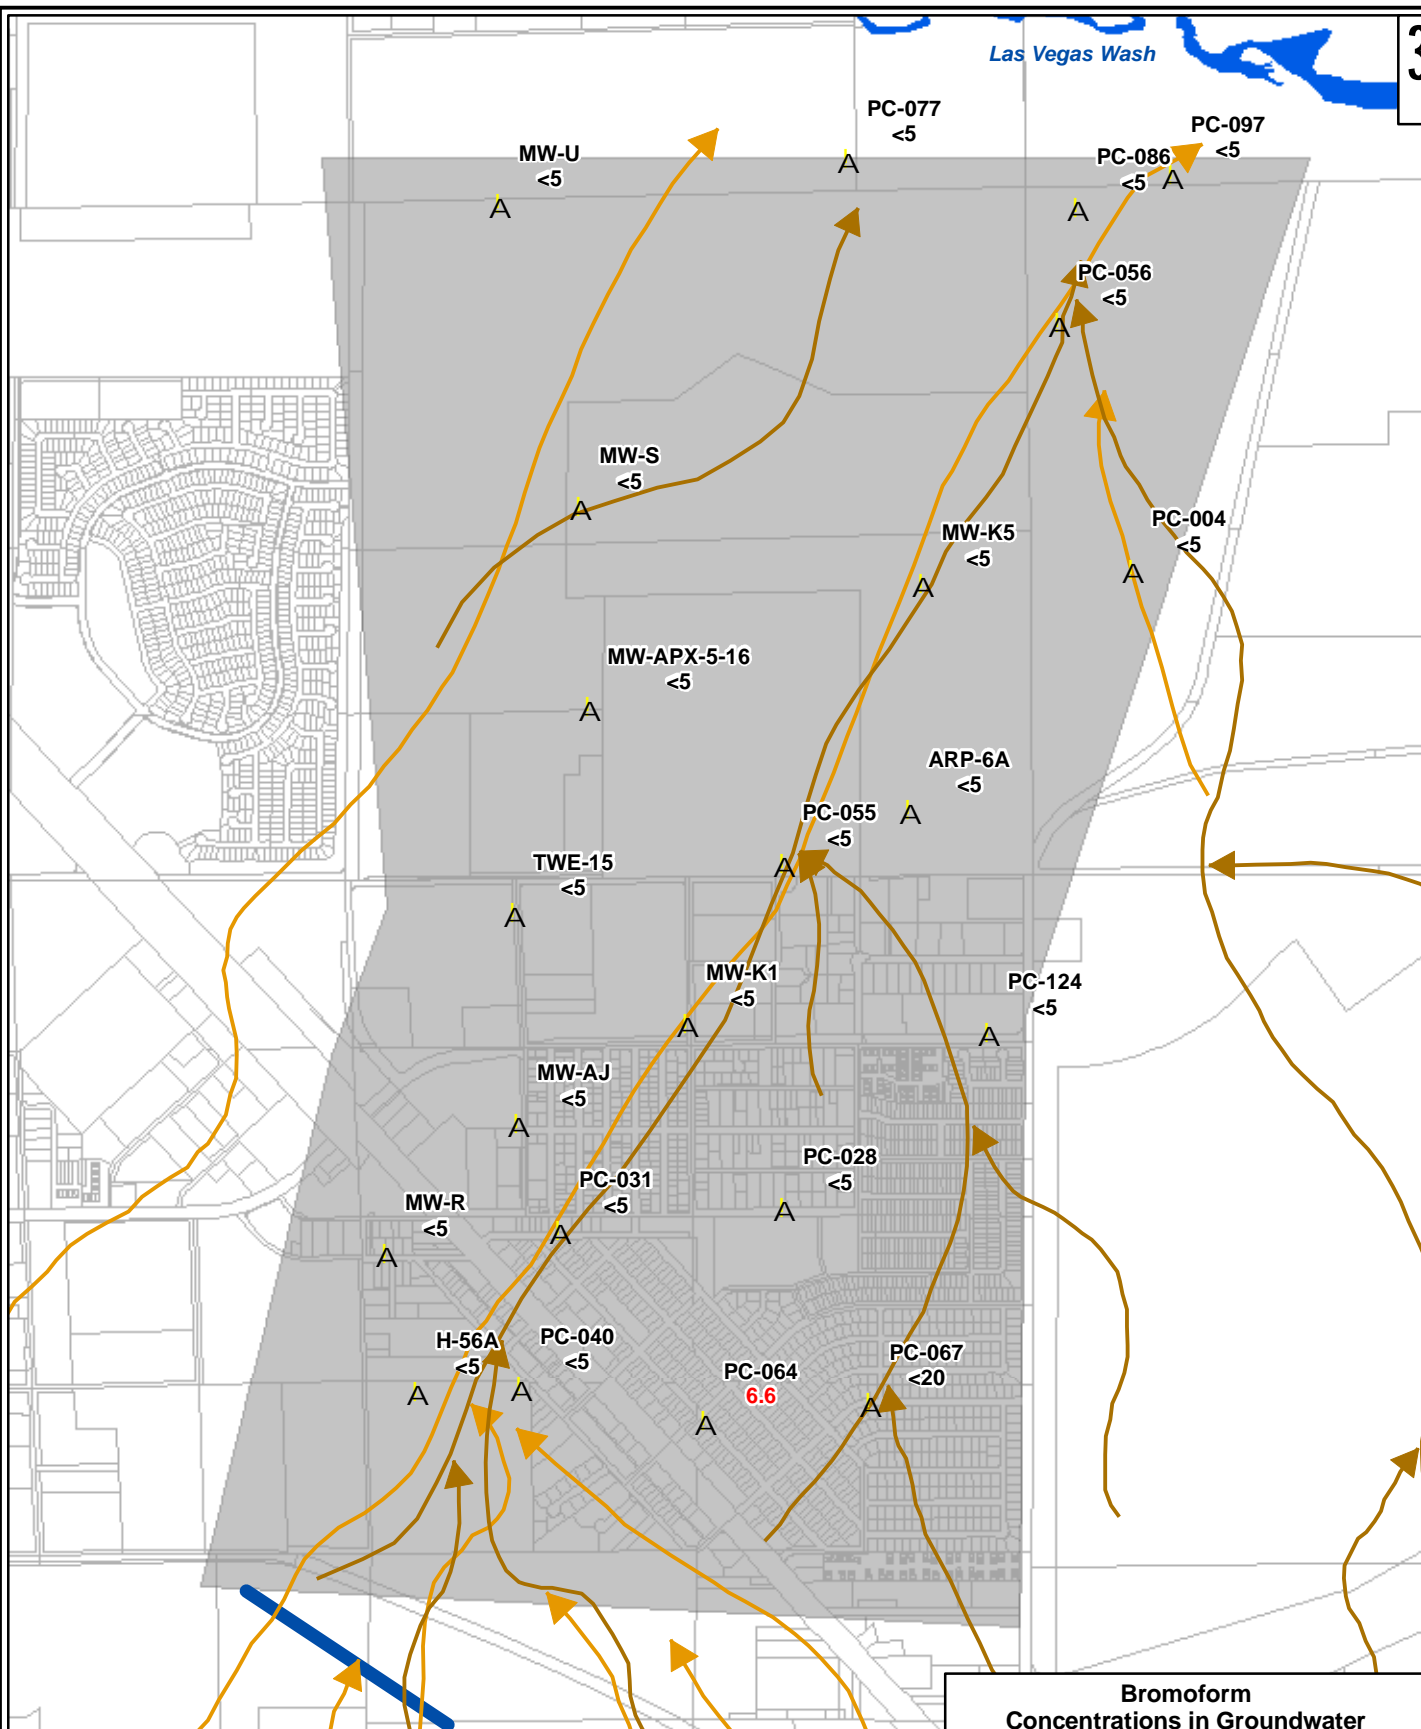 3
Las Vegas Wash
PC-077
<5
PC-097
<5
MW-U
<5
PC-086
<5
A
A
A
A
PC-056
<5
A
MW-S
<5
A
PC-004
<5
MW-K5
<5
A
A
MW-APX-5-16
<5
A
ARP-6A
<5
A
PC-055
<5
A
TWE-15
<5
A
MW-K1
<5
A
PC-124
<5
A
MW-AJ
<5
A
PC-028
<5
A
PC-031
<5
A
MW-R
<5
A
H-56A
<5
A
PC-040
<5
A
PC-064
6.6
A
PC-067
<20
A
Bromoform
Concentrations in Groundwater